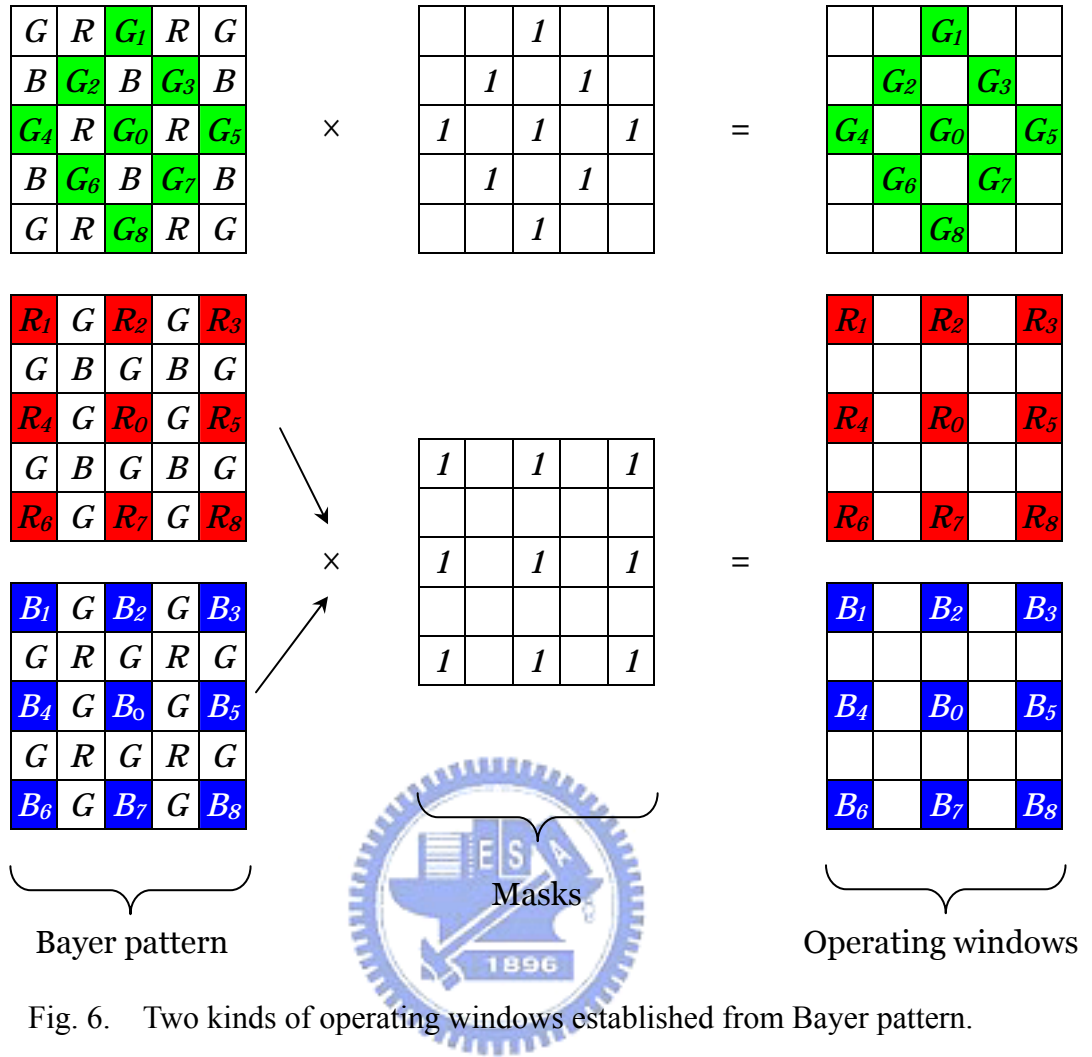 G R G1 R G 1 G1
B G2 B G3 B 1 1 G2 G3
G4 R G0 R G5 × 1 1 1 = G4 G0 G5
B G6 B G7 B 1 1 G6 G7
G R G8 R G 1 G8
R1 G R2 G R3 R1 R2 R3
G B G B G
R4 G R0 G R5 R4 R0 R5
G B G B G 1 1 1
R6 G R7 G R8 R6 R7 R8
× 1 1 1 =
B1 G B2 G B3 B1 B2 B3
G R G R G 1 1 1
B4 G B0 G B5 B4 B0 B5
G R G R G
B6 G B7 G B8 B6 B7 B8
E S A
Masks
Bayer pattern Operating windows
1896
Fig. 6. Two kinds of operating windows established from Bayer pattern.